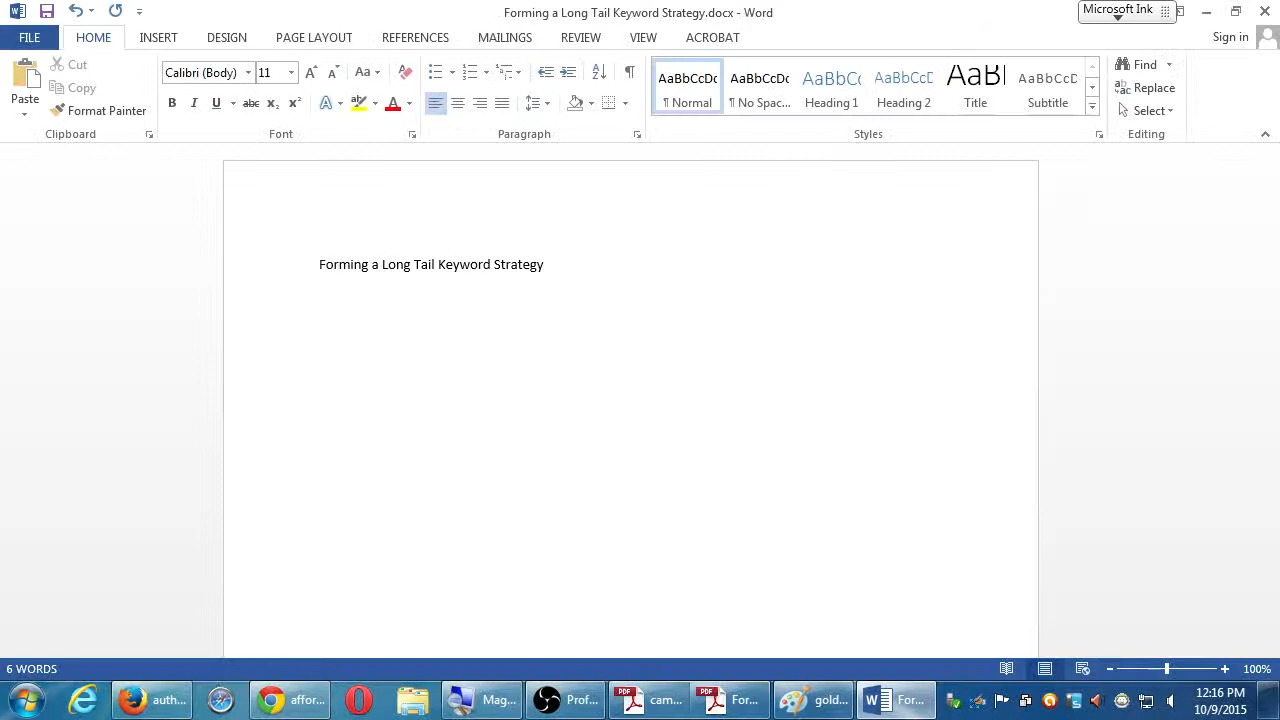 Forming a Long Tail Keyword Strategy.docx - Word
Microsoft Ink
FILE HOME INSERT DESIGN PAGE LAYOUT REFERENCES MAILINGS REVIEW VIEW ACROBAT Sign in
Paste
Cut
Copy
Format Painter
Clipboard
Calibri (Body) 11
Font
Paragraph
AaBbCcDc AaBbCcDc AaBbCc AaBbCcD AaB AaBbCcD
¶ Normal ¶ No Spac... Heading 1 Heading 2 Title Subtitle
Styles
Find
Replace
Select
Editing
Forming a Long Tail Keyword Strategy
6 WORDS 100%
auth... affor... Mag... Prof... cam... For... gold... For...
12:16 PM
10/9/2015